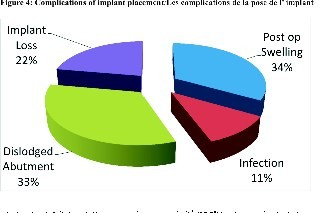 Figure 4: Complications of implant placement/Les complications de la pose de l' implant
Implant
Loss
22%
Post op
Swelling
34%
Dislodged
Abutment
33%
Infection
11%